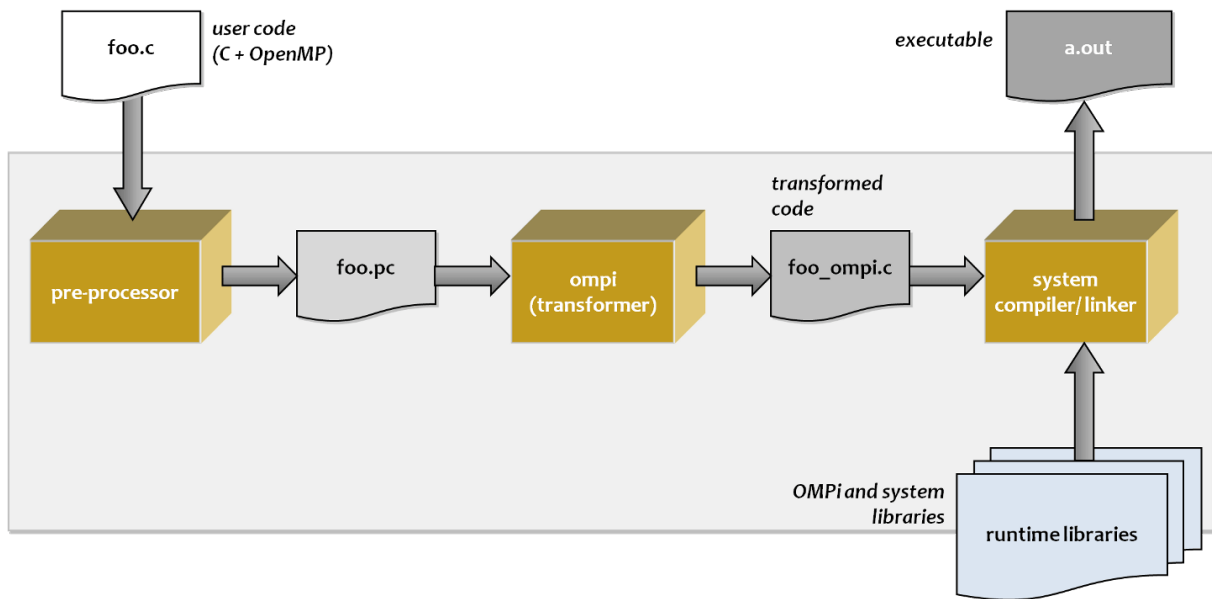 foo.c
user code
(C + OpenMP)
executable
a.out
transformed
code
pre-processor
foo.pc
ompi
(transformer)
foo_ompi.c
system
compiler/linker
OMPi and system
libraries
runtime libraries